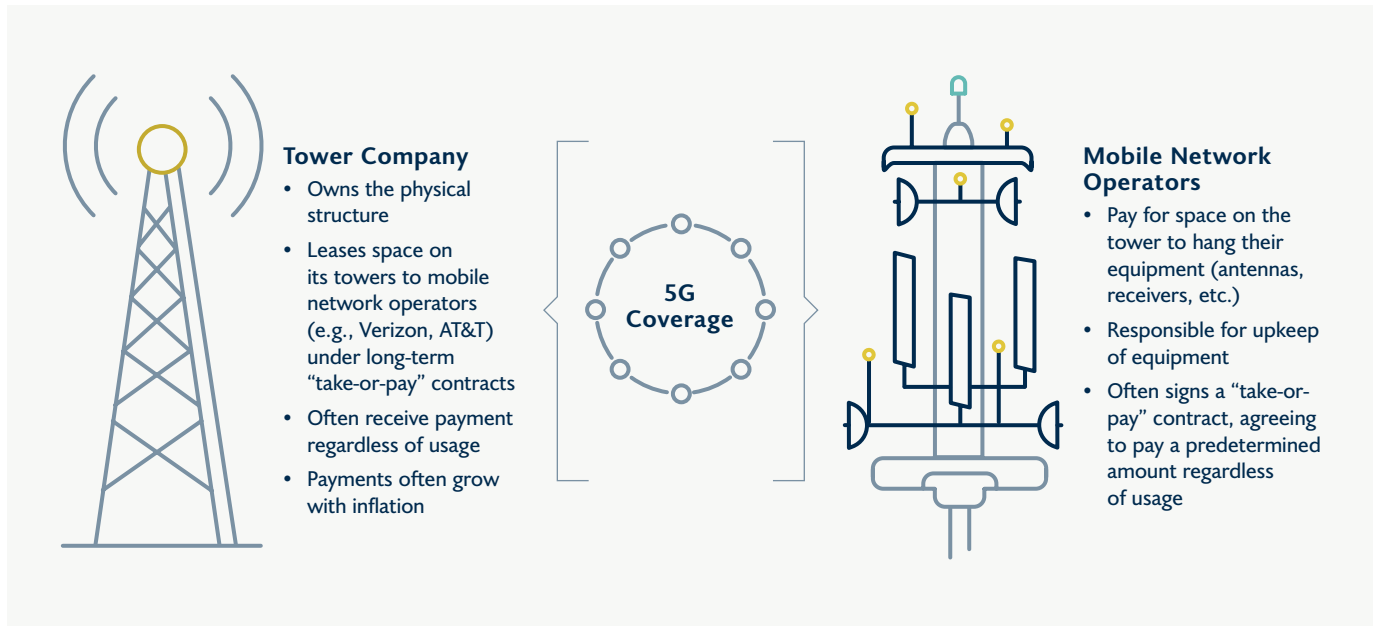 Tower Company
• Owns the physical
structure
• Leases space on
its towers to mobile
network operators
(e.g., Verizon, AT&T)
under long-term
“take-or-pay” contracts
• Often receive payment
regardless of usage
• Payments often grow
with inflation
5G
Coverage
Mobile Network
Operators
• Pay for space on the
tower to hang their
equipment (antennas,
receivers, etc.)
• Responsible for upkeep
of equipment
• Often signs a “take-or-
pay” contract, agreeing
to pay a predetermined
amount regardless
of usage